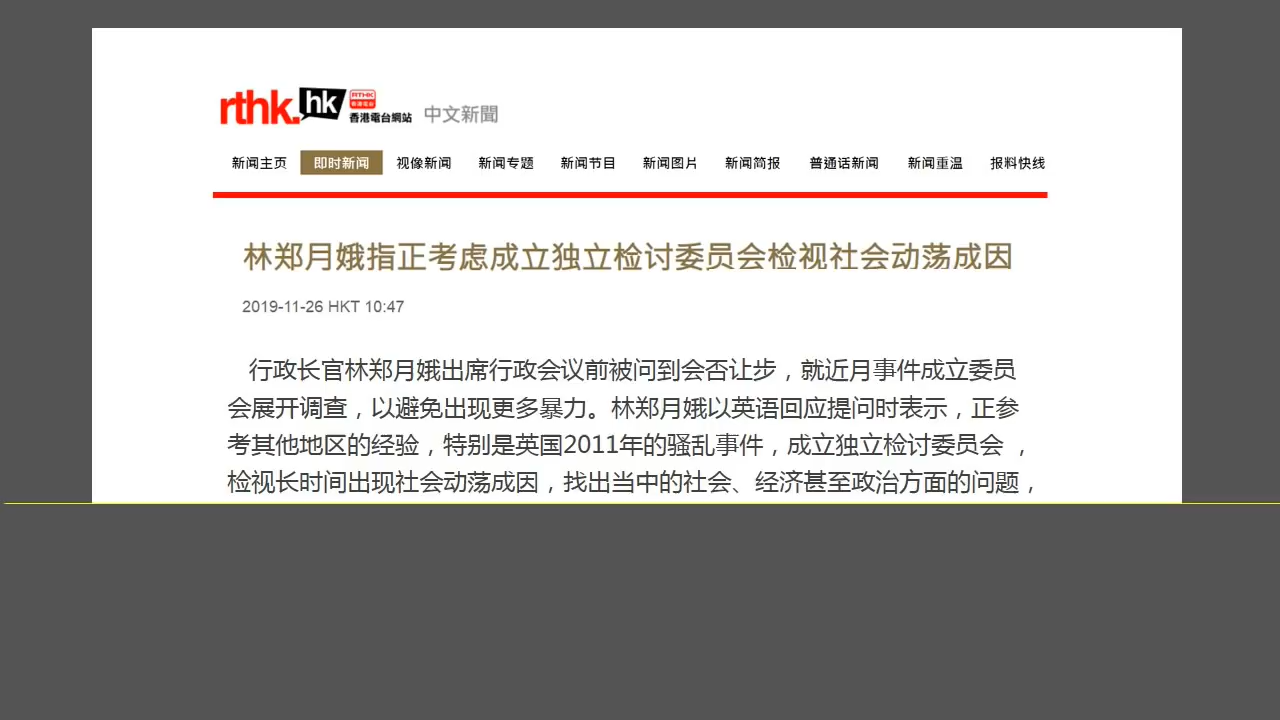 rthk.hk RTHK 香港電台 香港電台網站 中文新聞
新闻主页 即时新闻 视像新闻 新闻专题 新闻节目 新闻图片 新闻简报 普通话新闻 新闻重温 报料快线
林郑月娥指正考虑成立独立检讨委员会检视社会动荡成因
2019-11-26 HKT 10:47
行政长官林郑月娥出席行政会议前被问到会否让步，就近月事件成立委员
会展开调查，以避免出现更多暴力。林郑月娥以英语回应提问时表示，正参
考其他地区的经验，特别是英国2011年的骚乱事件，成立独立检讨委员会 ，
检视长时间出现社会动荡成因，找出当中的社会、经济甚至政治方面的问题，